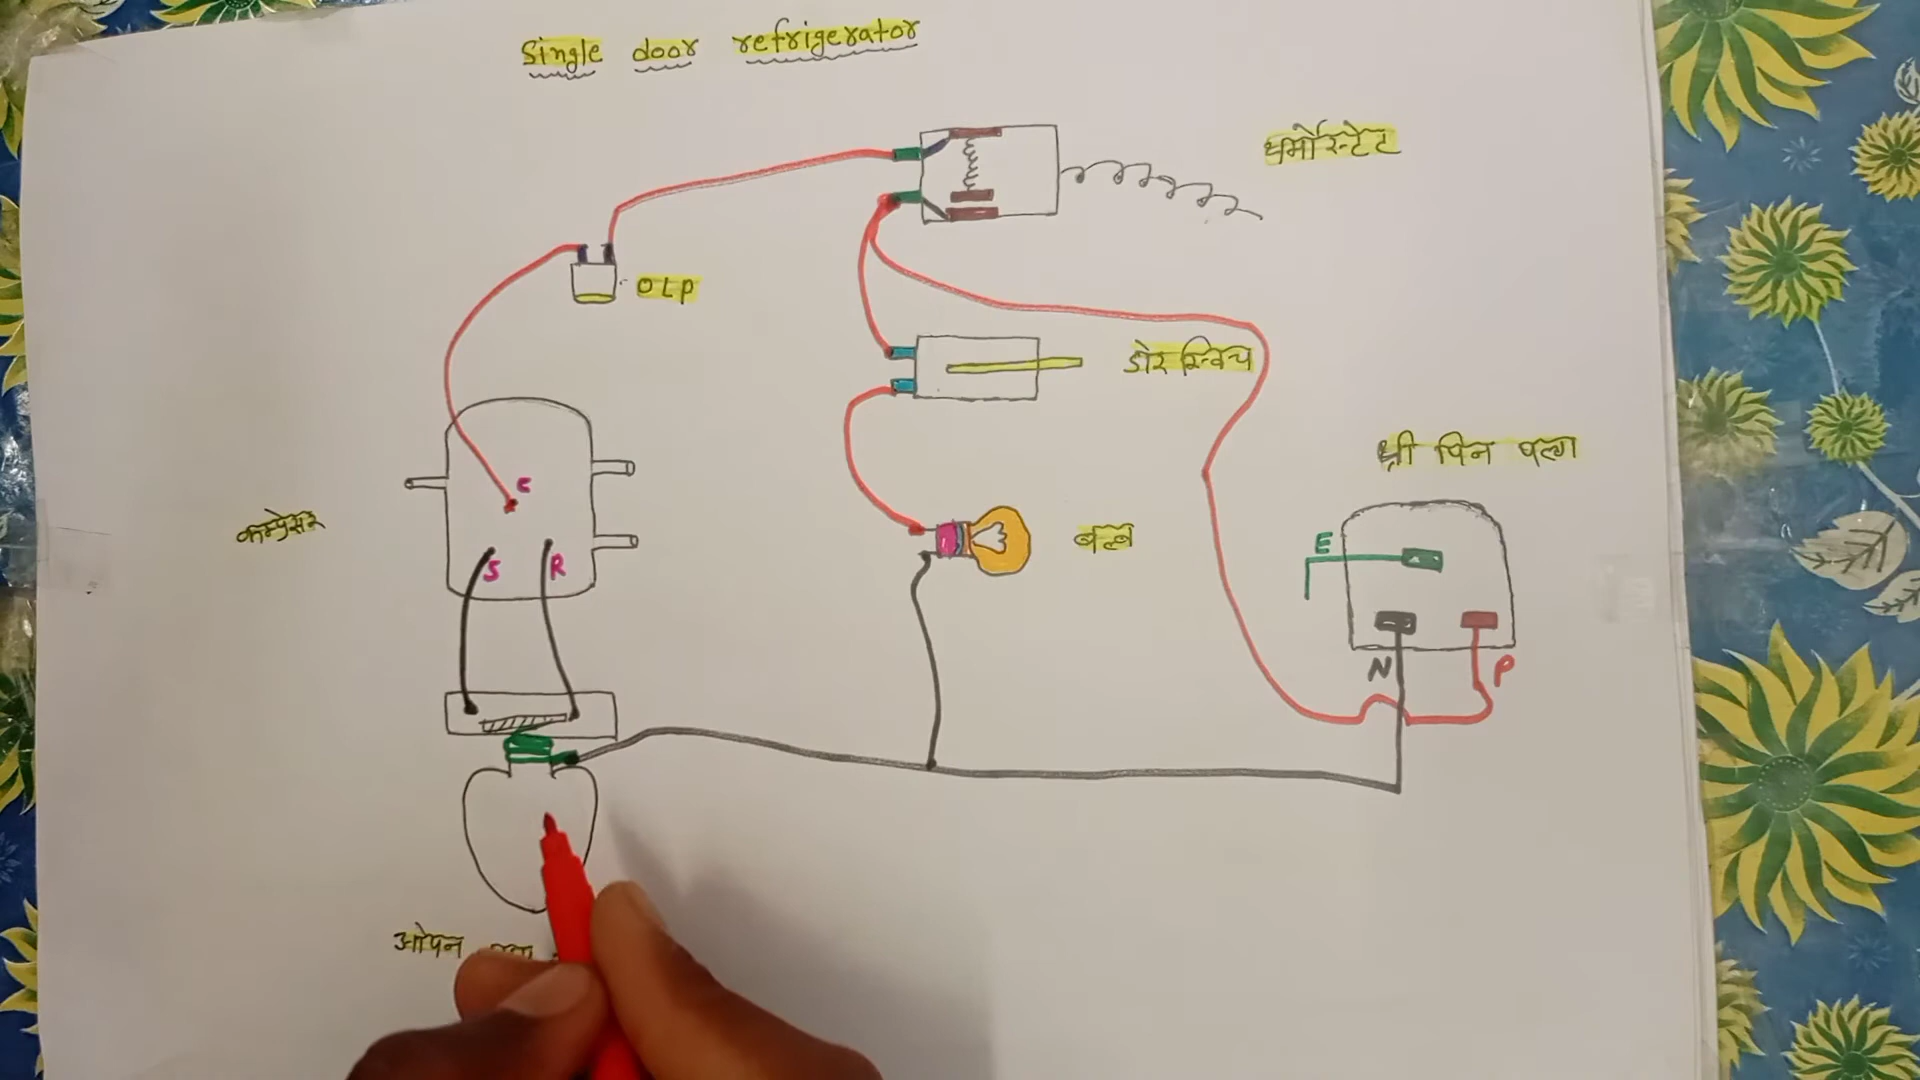 Single door refrigerator
थर्मोस्टेट
OLP
डोर स्विच
थ्री पिन प्लग
C
कम्प्रेसर
बल्ब
E
S R
N P
ओपन